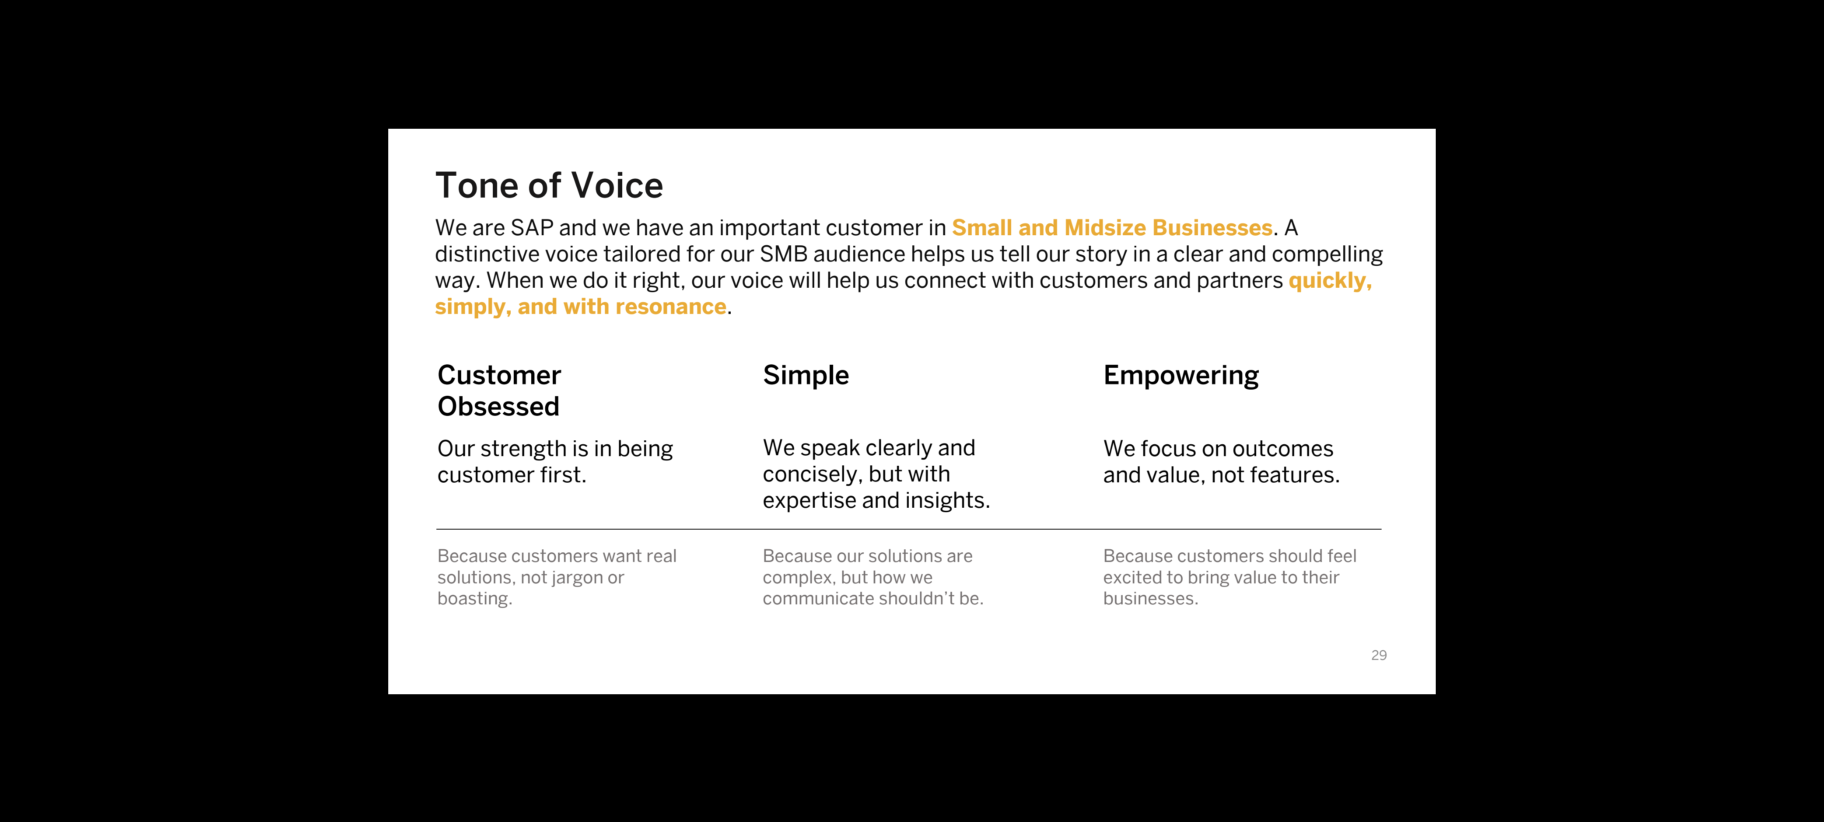 Tone of Voice
We are SAP and we have an important customer in Small and Midsize Businesses. A
distinctive voice tailored for our SMB audience helps us tell our story in a clear and compelling
way. When we do it right, our voice will help us connect with customers and partners quickly,
simply, and with resonance.
Customer
Obsessed
Our strength is in being
customer first.
Because customers want real
solutions, not jargon or
boasting.
Simple
We speak clearly and
concisely, but with
expertise and insights.
Because our solutions are
complex, but how we
communicate shouldn't be.
Empowering
We focus on outcomes
and value, not features.
Because customers should feel
excited to bring value to their
businesses.
29